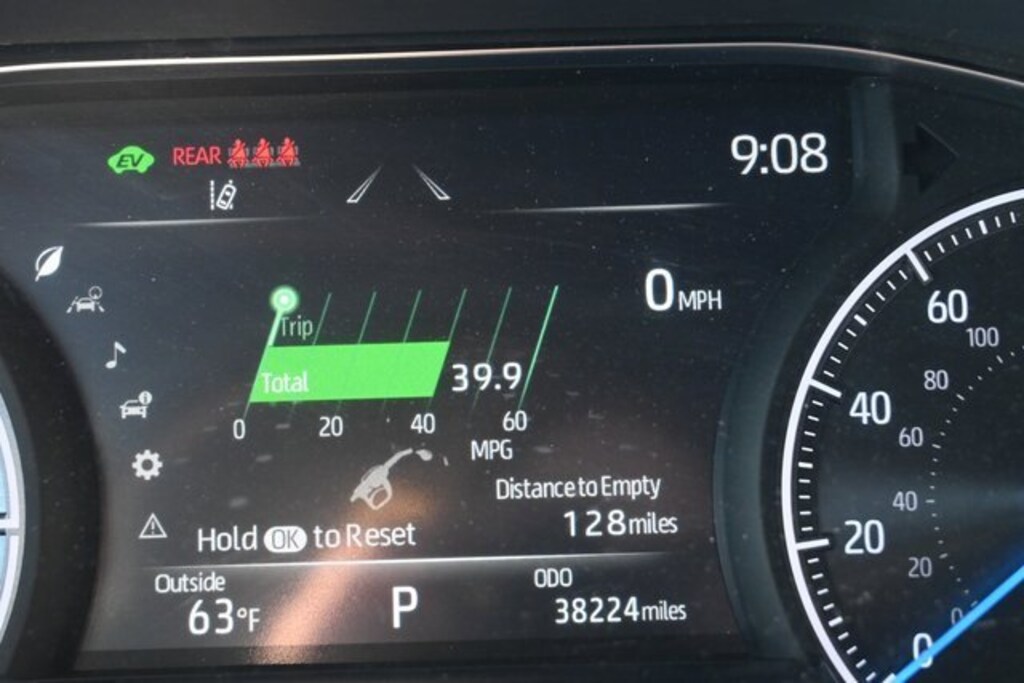 EV REAR
9:08
0 MPH
Trip
Total 39.9
0 20 40 60
MPG
Distance to Empty
128 miles
Hold OK to Reset
Outside
63°F
P
ODO
38224 miles
60
100
80
40
60
40
20
20
0
0